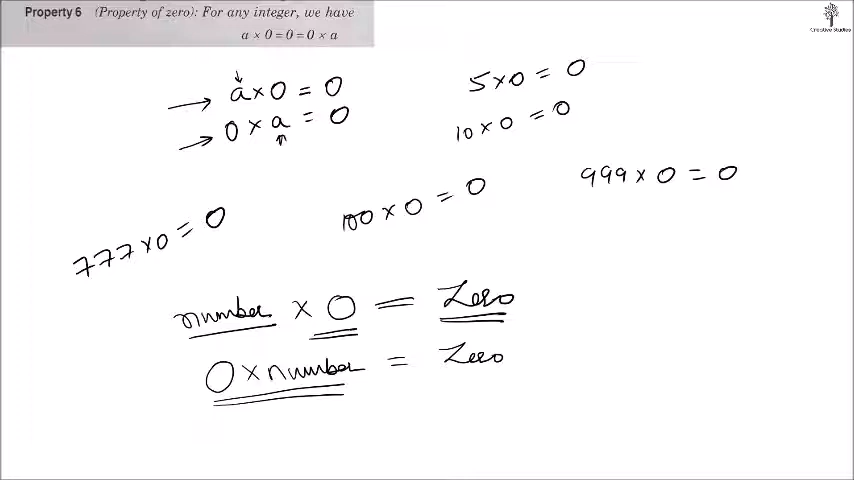 Property 6 (Property of zero): For any integer, we have
a × 0 = 0 = 0 × a
Creative Studies
a × 0 = 0
0 × a = 0
5 × 0 = 0
10 × 0 = 0
777 × 0 = 0
100 × 0 = 0
999 × 0 = 0
number × 0 = Zero
0 × number = Zero